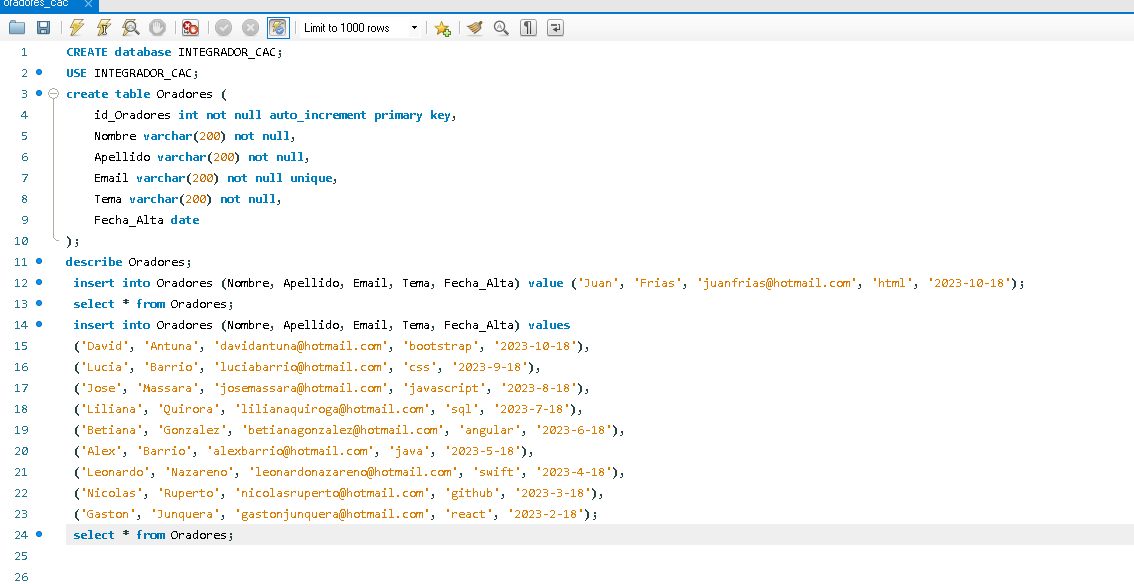 oradores_cac ×
Limit to 1000 rows
1 CREATE database INTEGRADOR_CAC;
2 USE INTEGRADOR_CAC;
3 create table Oradores (
4 id_Oradores int not null auto_increment primary key,
5 Nombre varchar(200) not null,
6 Apellido varchar(200) not null,
7 Email varchar(200) not null unique,
8 Tema varchar(200) not null,
9 Fecha_Alta date
10 );
11 describe Oradores;
12 insert into Oradores (Nombre, Apellido, Email, Tema, Fecha_Alta) value ('Juan', 'Frias', 'juanfrias@hotmail.com', 'html', '2023-10-18');
13 select * from Oradores;
14 insert into Oradores (Nombre, Apellido, Email, Tema, Fecha_Alta) values
15 ('David', 'Antuna', 'davidantuna@hotmail.com', 'bootstrap', '2023-10-18'),
16 ('Lucia', 'Barrio', 'luciabarrio@hotmail.com', 'css', '2023-9-18'),
17 ('Jose', 'Massara', 'josemassara@hotmail.com', 'javascript', '2023-8-18'),
18 ('Liliana', 'Quirora', 'lilianaquiroga@hotmail.com', 'sql', '2023-7-18'),
19 ('Betiana', 'Gonzalez', 'betianagonzalez@hotmail.com', 'angular', '2023-6-18'),
20 ('Alex', 'Barrio', 'alexbarrio@hotmail.com', 'java', '2023-5-18'),
21 ('Leonardo', 'Nazareno', 'leonardonazareno@hotmail.com', 'swift', '2023-4-18'),
22 ('Nicolas', 'Ruperto', 'nicolasruperto@hotmail.com', 'github', '2023-3-18'),
23 ('Gaston', 'Junquera', 'gastonjunquera@hotmail.com', 'react', '2023-2-18');
24 select * from Oradores;
25
26